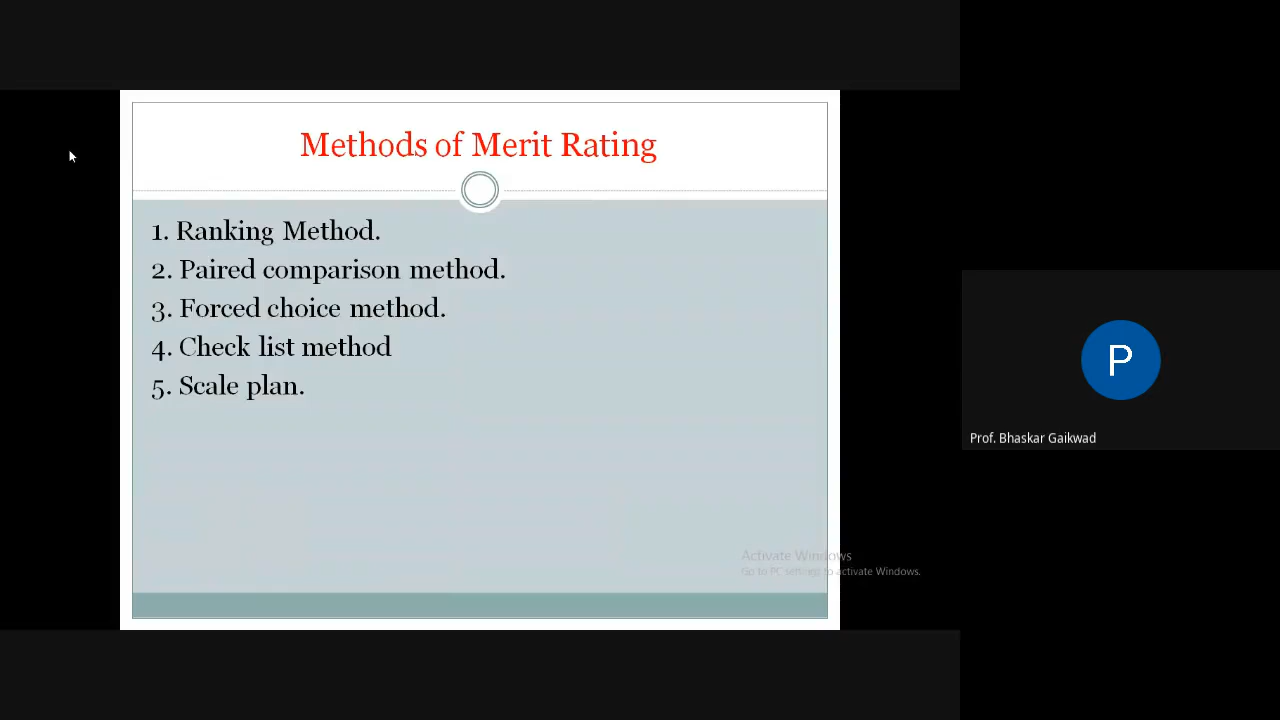 Methods of Merit Rating
1. Ranking Method.
2. Paired comparison method.
3. Forced choice method.
4. Check list method
5. Scale plan.
Activate Windows
Go to PC settings to activate Windows.
P
Prof. Bhaskar Gaikwad